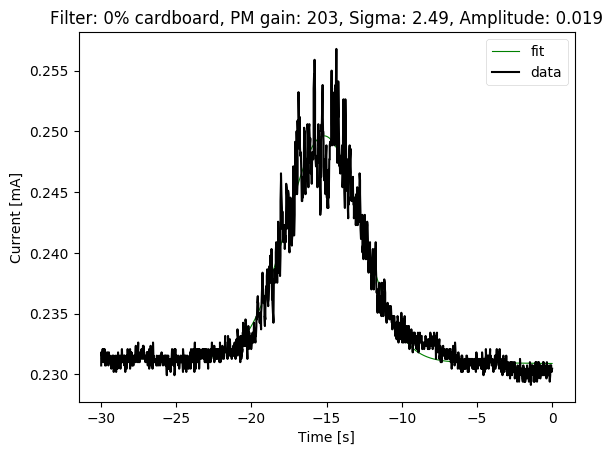 Filter: 0% cardboard, PM gain: 203, Sigma: 2.49, Amplitude: 0.019
fit
data
0.255
0.250
0.245
0.240
0.235
0.230
Current [mA]
−30 −25 −20 −15 −10 −5 0
Time [s]